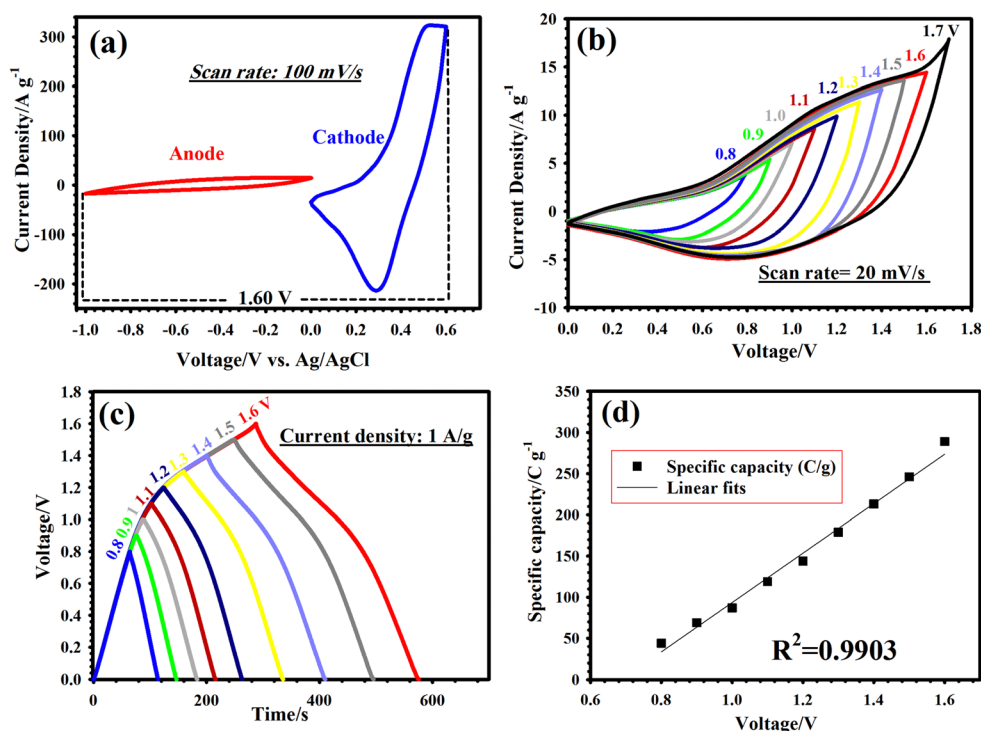 (a)
Scan rate: 100 mV/s
Anode
Cathode
1.60 V
300
200
100
0
-100
-200
Current Density/A g-1
-1.0 -0.8 -0.6 -0.4 -0.2 0.0 0.2 0.4 0.6
Voltage/V vs. Ag/AgCl
(b)
0.8
0.9
1.0
1.1
1.2
1.3
1.4
1.5
1.6
1.7 V
Scan rate= 20 mV/s
20
15
10
5
0
-5
-10
Current Density/A g-1
0.0 0.2 0.4 0.6 0.8 1.0 1.2 1.4 1.6 1.8
Voltage/V
(c)
Current density: 1 A/g
0.8
0.9
1
1.1
1.2
1.3
1.4
1.5
1.6 V
1.8
1.6
1.4
1.2
1.0
0.8
0.6
0.4
0.2
0.0
Voltage/V
0 200 400 600
Time/s
(d)
Specific capacity (C/g)
Linear fits
R2=0.9903
350
300
250
200
150
100
50
0
Specific capacity/C g-1
0.6 0.8 1.0 1.2 1.4 1.6
Voltage/V